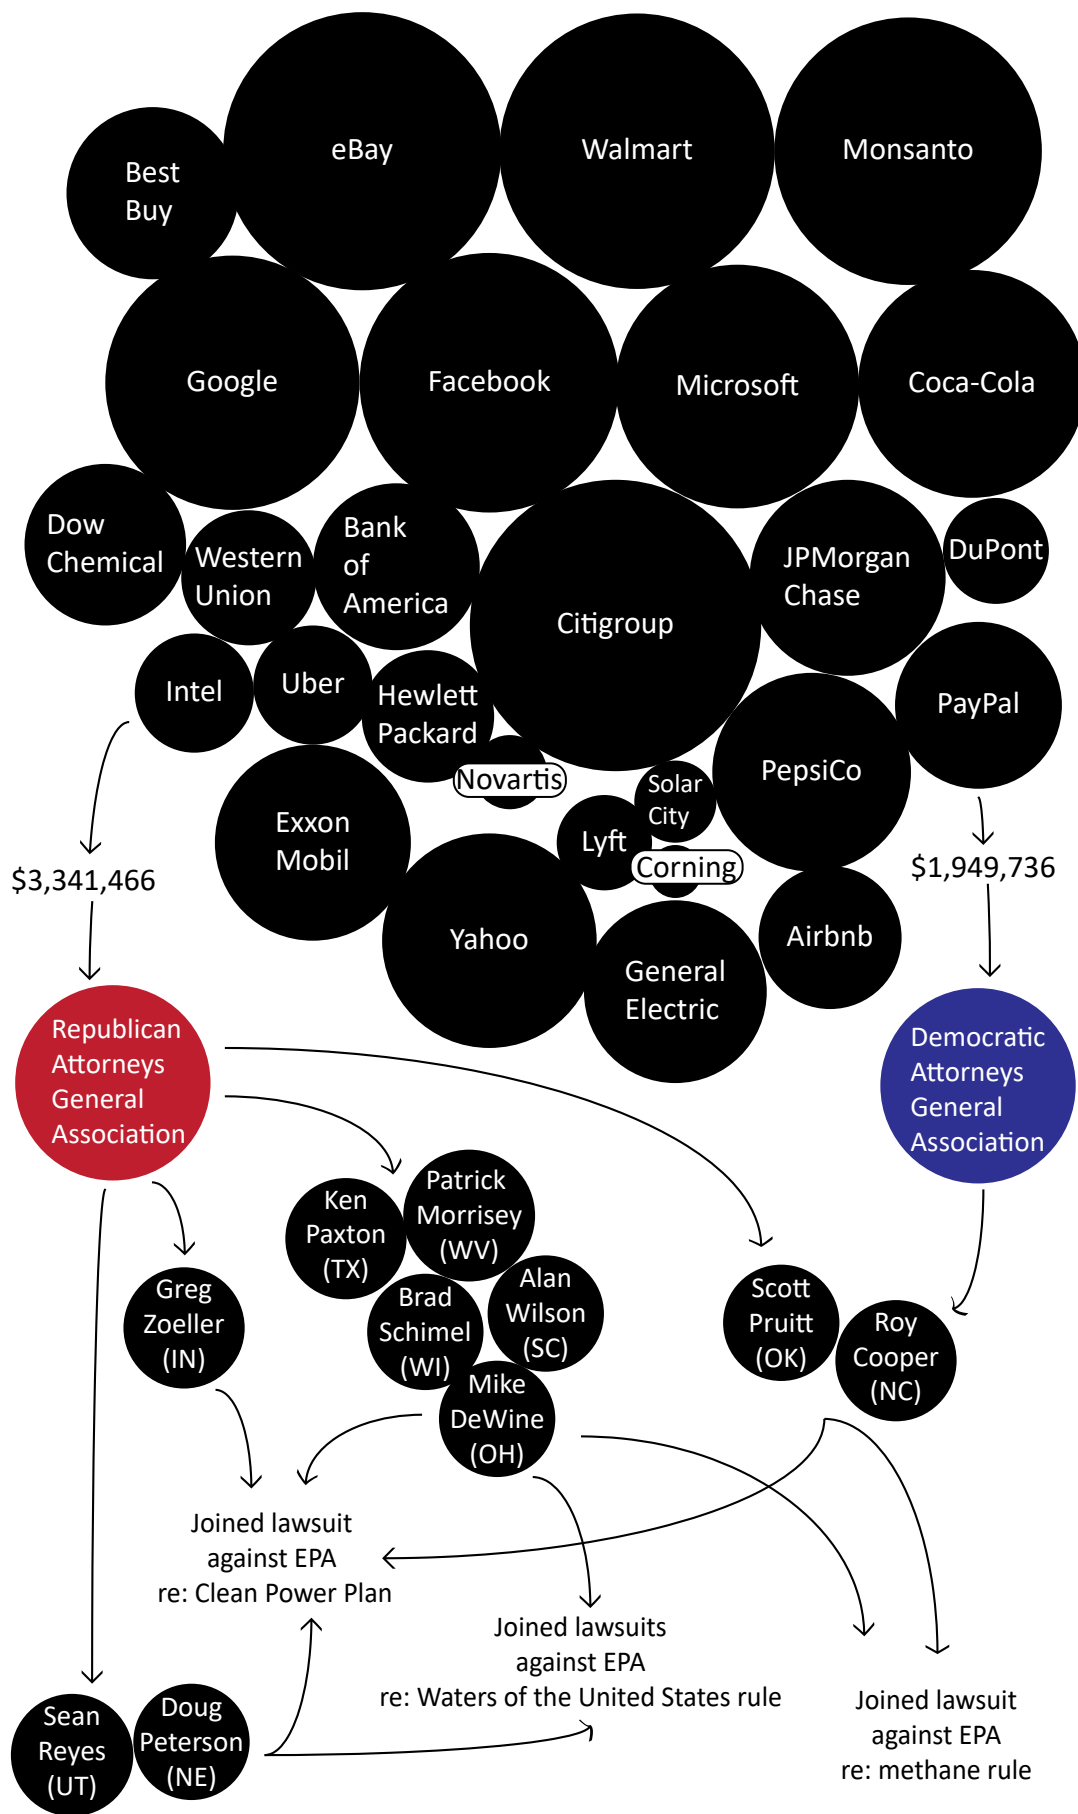 eBay
Walmart
Monsanto
Best
Buy
Google
Facebook
Microsoft
Coca-Cola
Dow
Chemical
Western
Union
Bank
of
America
Citigroup
JPMorgan
Chase
DuPont
Intel
Uber
Hewlett
Packard
PayPal
Novartis
Solar
City
PepsiCo
Exxon
Mobil
Lyft
Corning
$3,341,466
$1,949,736
Yahoo
General
Electric
Airbnb
Republican
Attorneys
General
Association
Democratic
Attorneys
General
Association
Ken
Paxton
(TX)
Patrick
Morrisey
(WV)
Greg
Zoeller
(IN)
Brad
Schimel
(WI)
Alan
Wilson
(SC)
Scott
Pruitt
(OK)
Roy
Cooper
(NC)
Mike
DeWine
(OH)
Joined lawsuit
against EPA
re: Clean Power Plan
Joined lawsuits
against EPA
re: Waters of the United States rule
Joined lawsuit
against EPA
re: methane rule
Sean
Reyes
(UT)
Doug
Peterson
(NE)